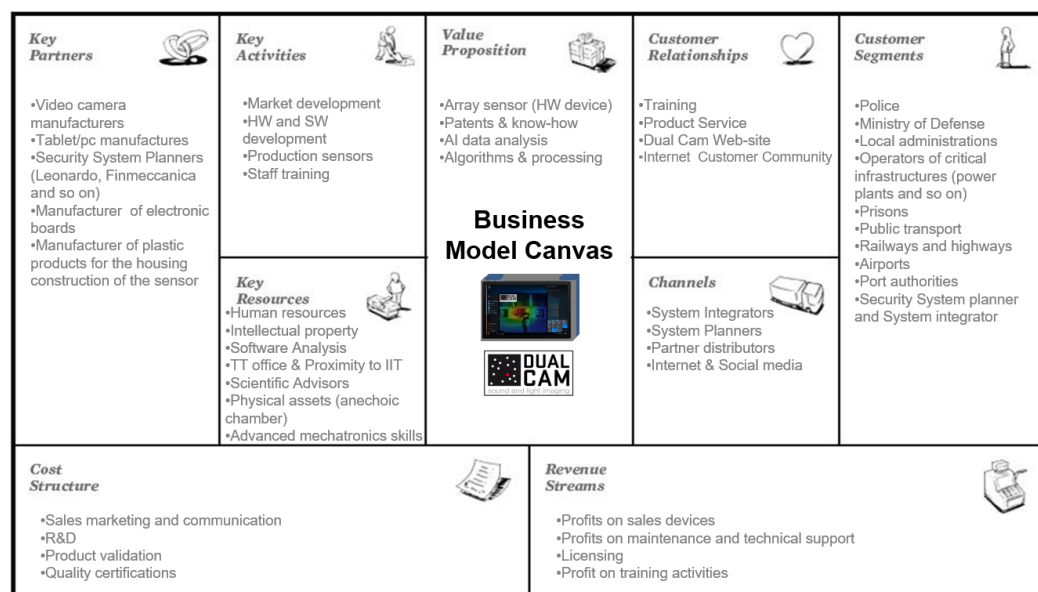 Key
Partners
•Video camera
manufacturers
•Tablet/pc manufactures
•Security System Planners
(Leonardo, Finmeccanica
and so on)
•Manufacturer of electronic
boards
•Manufacturer of plastic
products for the housing
construction of the sensor
Key
Activities
•Market development
•HW and SW
development
•Production sensors
•Staff training
Key
Resources
•Human resources
•Intellectual property
•Software Analysis
•TT office & Proximity to IIT
•Scientific Advisors
•Physical assets (anechoic
chamber)
•Advanced mechatronics skills
Value
Proposition
•Array sensor (HW device)
•Patents & know-how
•AI data analysis
•Algorithms & processing
Business
Model Canvas
DUAL
CAM
sound and light imaging
Customer
Relationships
•Training
•Product Service
•Dual Cam Web-site
•Internet Customer Community
Channels
•System Integrators
•System Planners
•Partner distributors
•Internet & Social media
Customer
Segments
•Police
•Ministry of Defense
•Local administrations
•Operators of critical
infrastructures (power
plants and so on)
•Prisons
•Public transport
•Railways and highways
•Airports
•Port authorities
•Security System planner
and System integrator
Cost
Structure
•Sales marketing and communication
•R&D
•Product validation
•Quality certifications
Revenue
Streams
•Profits on sales devices
•Profits on maintenance and technical support
•Licensing
•Profit on training activities